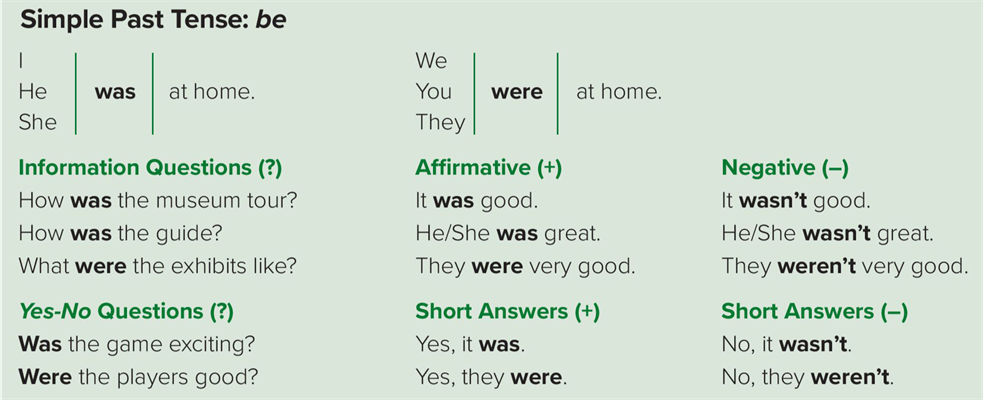 Simple Past Tense: be
I
He
She
was
at home.
We
You
They
were
at home.
Information Questions (?)
How was the museum tour?
How was the guide?
What were the exhibits like?
Affirmative (+)
It was good.
He/She was great.
They were very good.
Negative (–)
It wasn’t good.
He/She wasn’t great.
They weren’t very good.
Yes-No Questions (?)
Was the game exciting?
Were the players good?
Short Answers (+)
Yes, it was.
Yes, they were.
Short Answers (–)
No, it wasn’t.
No, they weren’t.